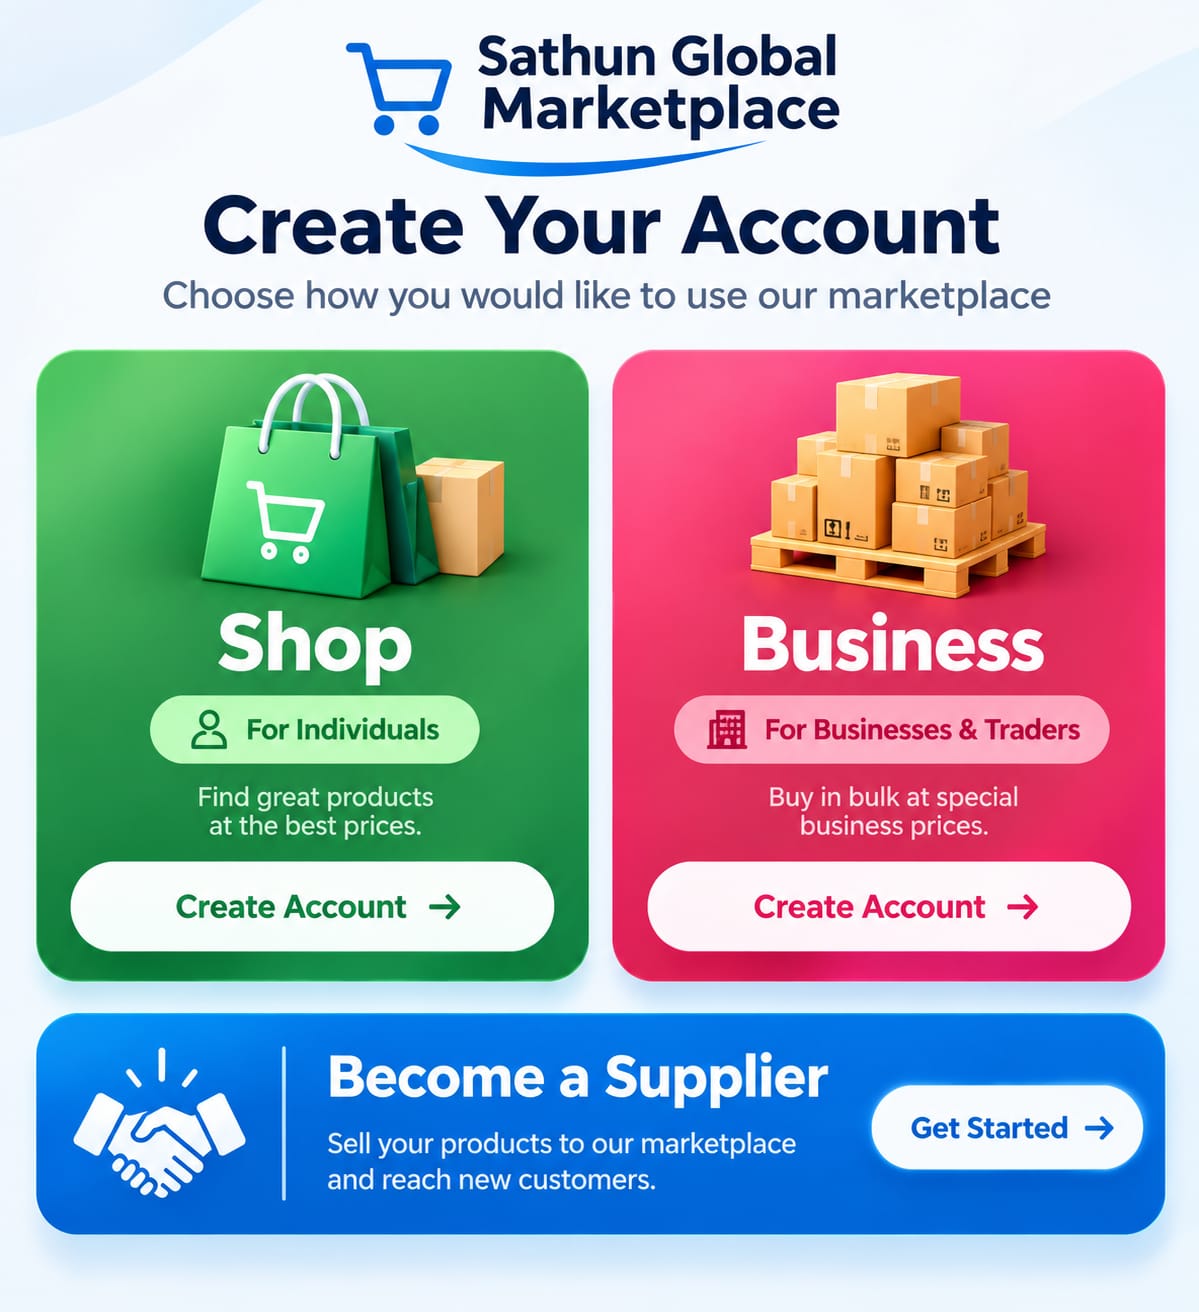 Sathun Global
Marketplace
Create Your Account
Choose how you would like to use our marketplace
Shop
For Individuals
Find great products
at the best prices.
Create Account
Business
For Businesses & Traders
Buy in bulk at special
business prices.
Create Account
Become a Supplier
Sell your products to our marketplace
and reach new customers.
Get Started